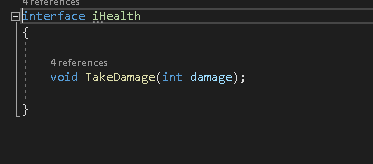 4 references
interface iHealth
{
4 references
void TakeDamage(int damage);
}